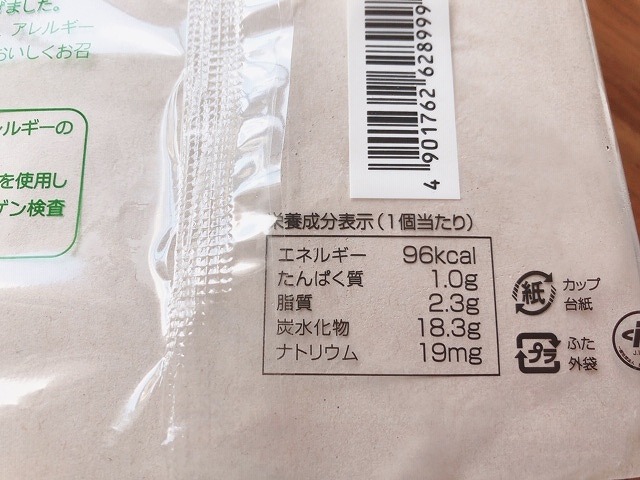 ました。
アレルギー
おいしくお召
ルギーの
を使用し
ゲン検査
4 901762 628999
栄養成分表示(1個当たり)
エネルギー 96kcal
たんぱく質 1.0g
脂質 2.3g
炭水化物 18.3g
ナトリウム 19mg
紙 カップ
台紙
プラ ふた
外袋